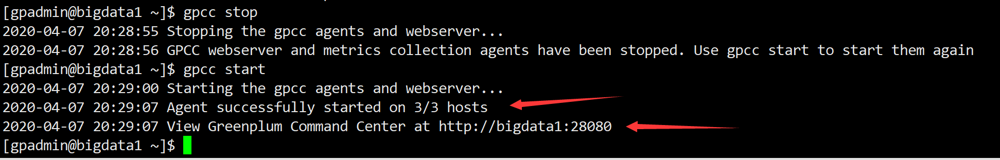 [gpadmin@bigdata1 ~]$ gpcc stop
2020-04-07 20:28:55 Stopping the gpcc agents and webserver...
2020-04-07 20:28:56 GPCC webserver and metrics collection agents have been stopped. Use gpcc start to start them again
[gpadmin@bigdata1 ~]$ gpcc start
2020-04-07 20:29:00 Starting the gpcc agents and webserver...
2020-04-07 20:29:07 Agent successfully started on 3/3 hosts
2020-04-07 20:29:07 View Greenplum Command Center at http://bigdata1:28080
[gpadmin@bigdata1 ~]$